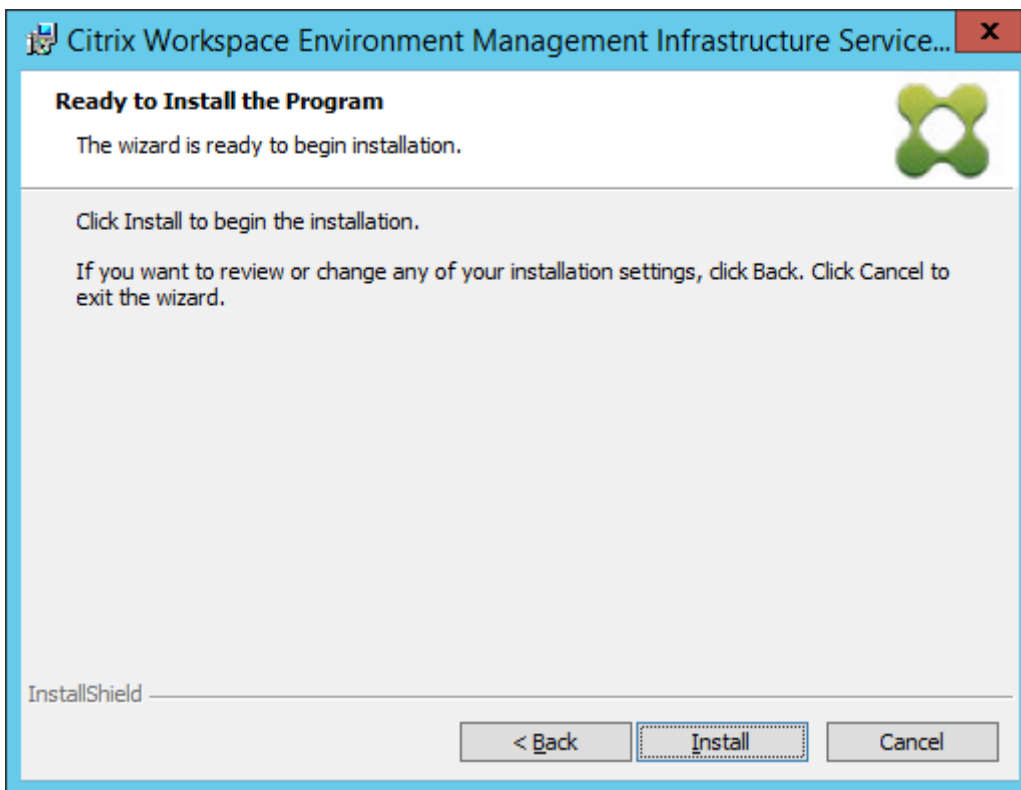 Citrix Workspace Environment Management Infrastructure Service...
x
Ready to Install the Program
The wizard is ready to begin installation.
Click Install to begin the installation.
If you want to review or change any of your installation settings, click Back. Click Cancel to
exit the wizard.
InstallShield
< Back
Install
Cancel